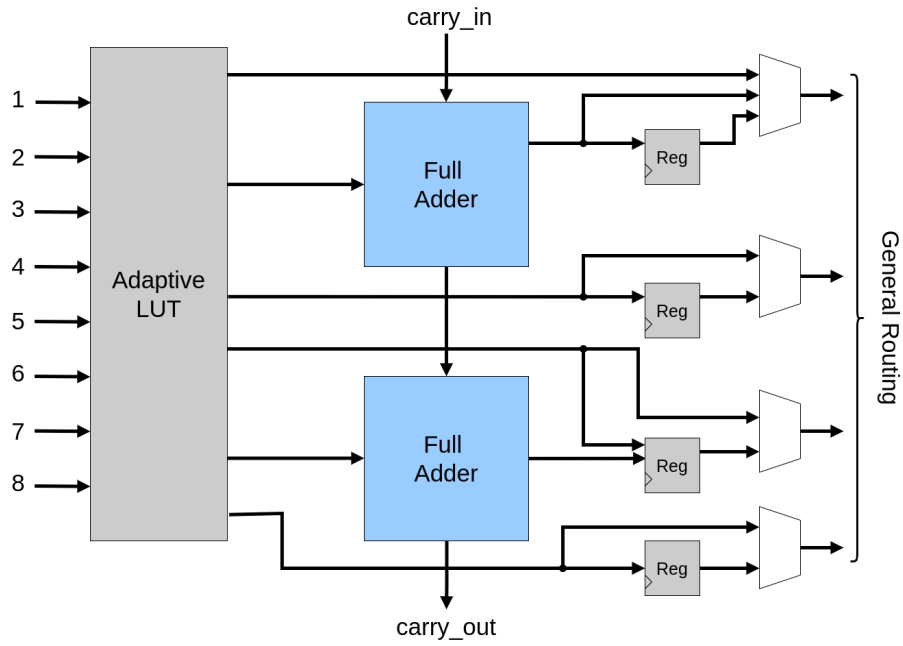 carry_in
1
2
3
4
5
6
7
8
Adaptive
LUT
Full
Adder
Reg
Reg
Full
Adder
Reg
Reg
carry_out
General Routing